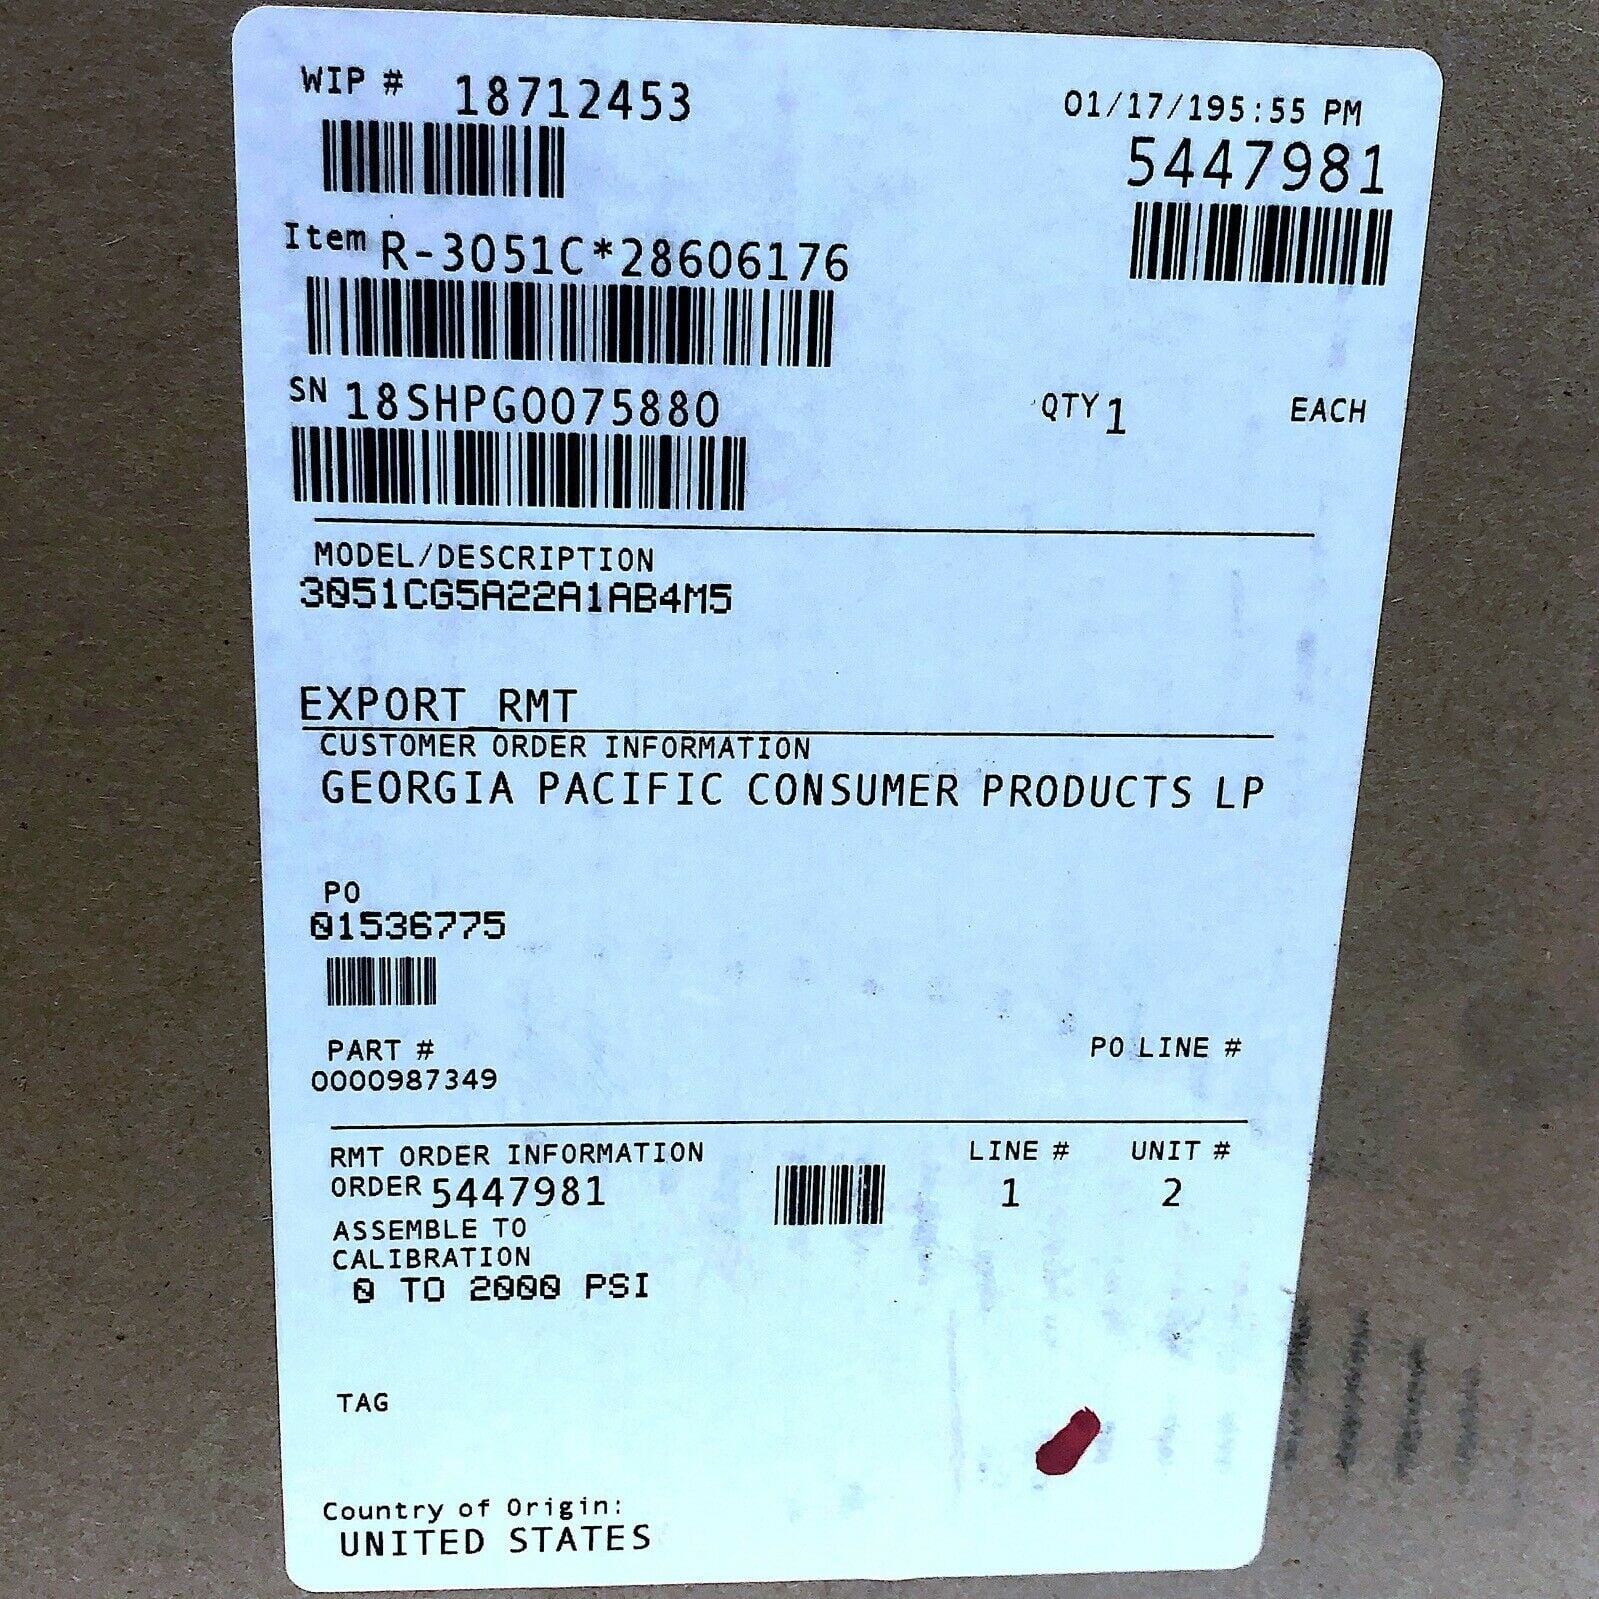 WIP # 18712453
01/17/195:55 PM
5447981
Item R-3051C*28606176
SN 18SHPG0075880
QTY 1 EACH
MODEL/DESCRIPTION
3051CG5A22A1AB4M5
EXPORT RMT
CUSTOMER ORDER INFORMATION
GEORGIA PACIFIC CONSUMER PRODUCTS LP
PO
01536775
PART #
0000987349
PO LINE #
RMT ORDER INFORMATION
ORDER 5447981
LINE # UNIT #
1 2
ASSEMBLE TO
CALIBRATION
0 TO 2000 PSI
TAG
Country of Origin:
UNITED STATES